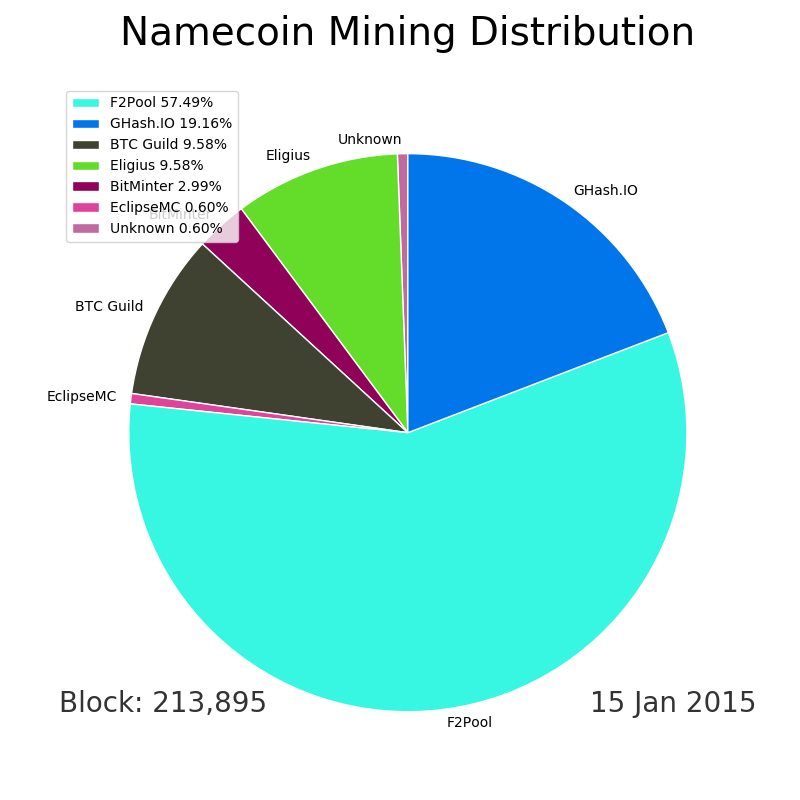 Namecoin Mining Distribution
F2Pool 57.49%
GHash.IO 19.16%
BTC Guild 9.58%
Eligius 9.58%
BitMinter 2.99%
EclipseMC 0.60%
Unknown 0.60%
Unknown
Eligius
GHash.IO
BitMinter
BTC Guild
EclipseMC
F2Pool
Block: 213,895
15 Jan 2015